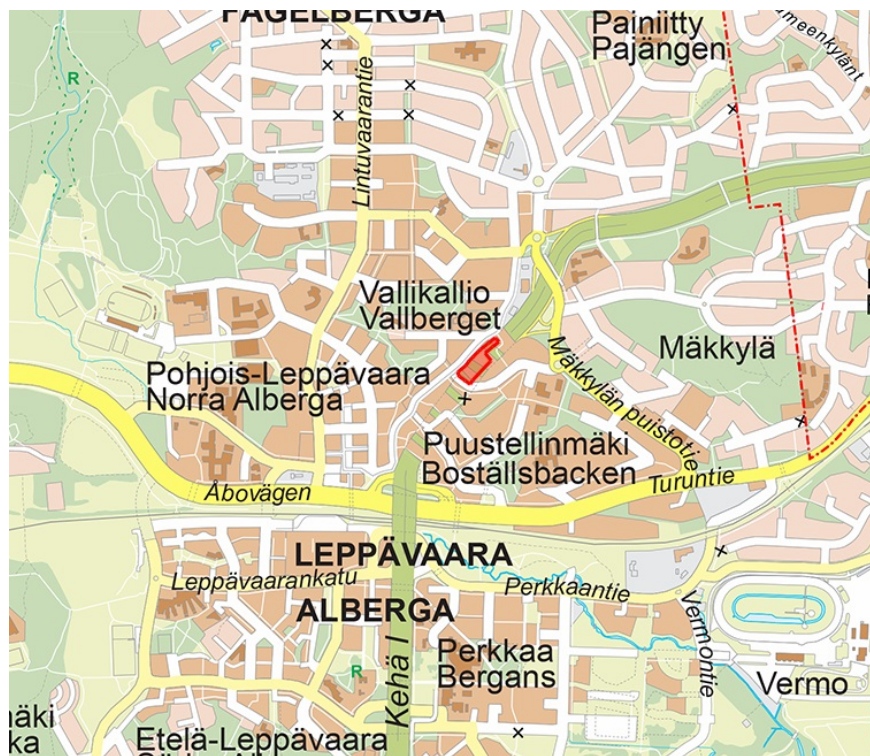 FÅGELBERGA
Painiitty
Pajängen
R
Lintuvaarantie
Vallikallio
Vallberget
Mäkkylä
Pohjois-Leppävaara
Norra Alberga
Mäkkylän puistotie
Puustellinmäki
Boställsbacken
Turuntie
Åbovägen
LEPPÄVAARA
ALBERGA
Leppävaarankatu
Perkkaantie
Vermontie
Kehä I
Perkkaa
Bergans
R
Vermo
Etelä-Leppävaara